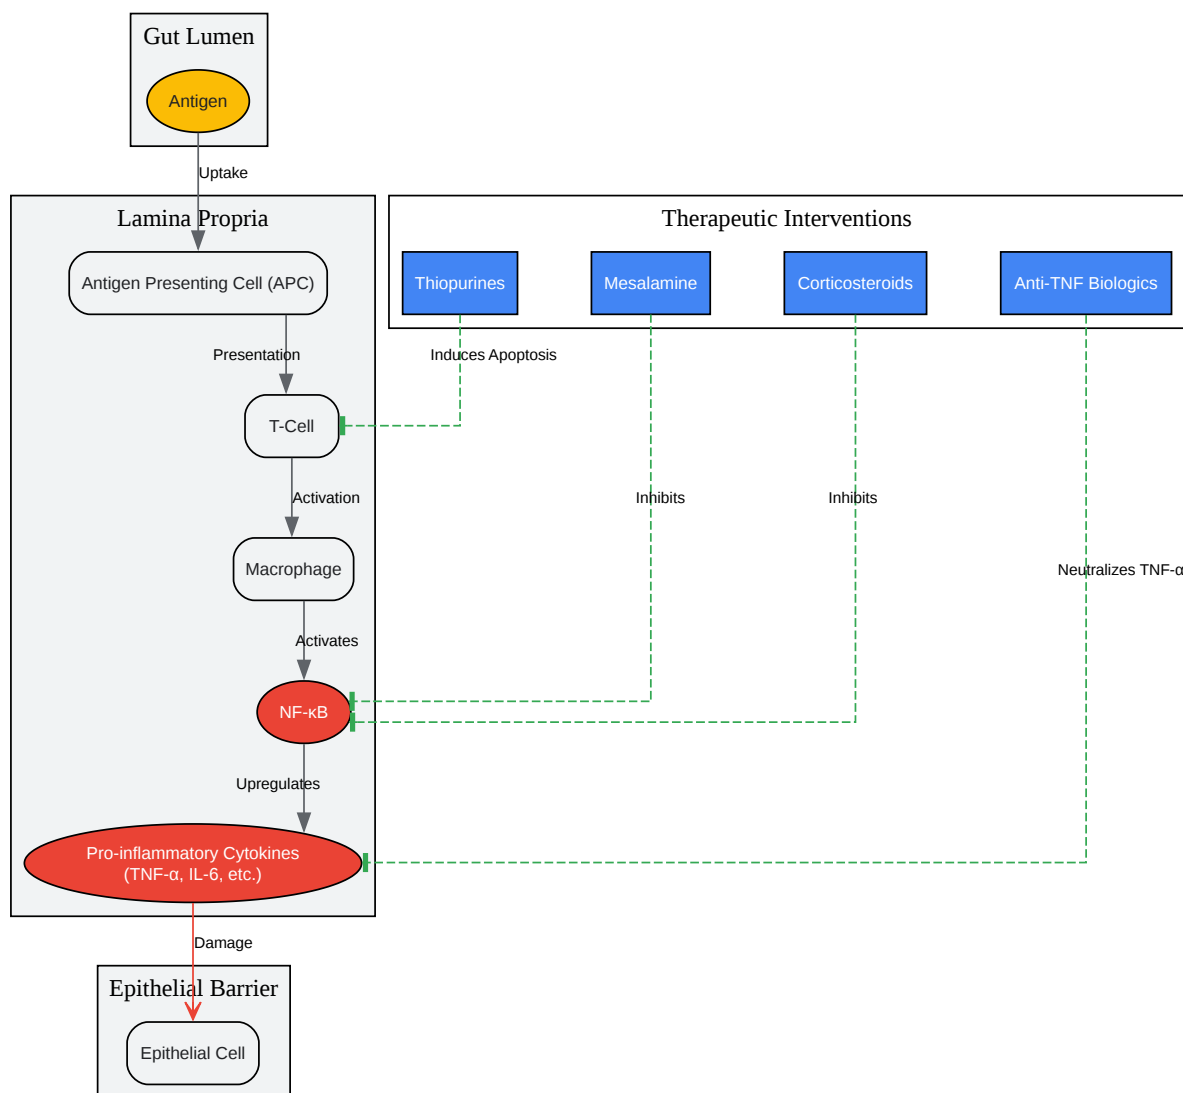 Gut Lumen
Antigen
Uptake
Lamina Propria
Therapeutic Interventions
Antigen Presenting Cell (APC)
Thiopurines
Mesalamine
Corticosteroids
Anti-TNF Biologics
Presentation
Induces Apoptosis
T-Cell
Activation
Inhibits
Inhibits
Macrophage
Neutralizes TNF-α
Activates
NF-κB
Upregulates
Pro-inflammatory Cytokines
(TNF-α, IL-6, etc.)
Damage
Epithelial Barrier
Epithelial Cell